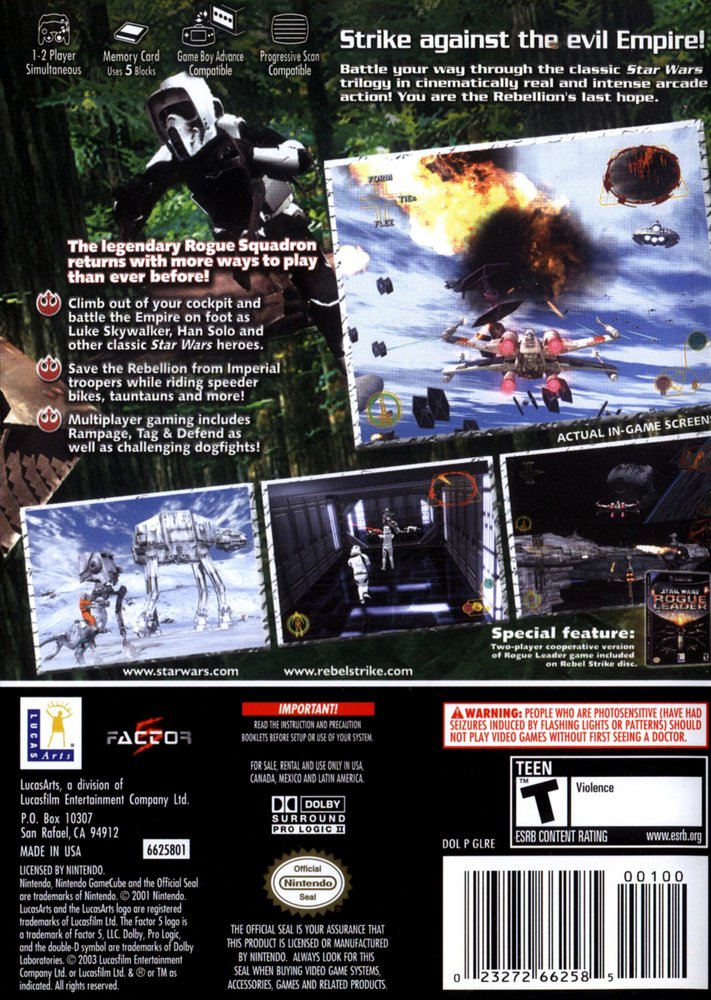 1-2 Player
Simultaneous
Memory Card
Uses 5 Blocks
Game Boy Advance
Compatible
Progressive Scan
Compatible
Strike against the evil Empire!
Battle your way through the classic Star Wars
trilogy in cinematically real and intense arcade
action! You are the Rebellion's last hope.
FORM
TIEs
FLEE
The legendary Rogue Squadron
returns with more ways to play
than ever before!
Climb out of your cockpit and
battle the Empire on foot as
Luke Skywalker, Han Solo and
other classic Star Wars heroes.
Save the Rebellion from Imperial
troopers while riding speeder
bikes, tauntauns and more!
Multiplayer gaming includes
Rampage, Tag & Defend as
well as challenging dogfights!
ACTUAL IN-GAME SCREENS
STAR WARS
ROGUE
LEADER
Special feature:
Two-player cooperative version
of Rogue Leader game included
on Rebel Strike disc.
www.starwars.com
www.rebelstrike.com
LUCAS
Arts
FACTOR 5
LucasArts, a division of
Lucasfilm Entertainment Company Ltd.
P.O. Box 10307
San Rafael, CA 94912
MADE IN USA
6625801
LICENSED BY NINTENDO.
Nintendo, Nintendo GameCube and the Official Seal
are trademarks of Nintendo. © 2001 Nintendo.
LucasArts and the LucasArts logo are registered
trademarks of Lucasfilm Ltd. The Factor 5 logo is
a trademark of Factor 5, LLC. Dolby, Pro Logic,
and the double-D symbol are trademarks of Dolby
Laboratories. © 2003 Lucasfilm Entertainment
Company Ltd. or Lucasfilm Ltd. & ® or TM as
indicated. All rights reserved.
IMPORTANT!
READ THE INSTRUCTION AND PRECAUTION
BOOKLETS BEFORE SETUP OR USE OF YOUR SYSTEM.
FOR SALE, RENTAL AND USE ONLY IN USA,
CANADA, MEXICO AND LATIN AMERICA.
DOLBY
SURROUND
PRO LOGIC II
Official
Nintendo
Seal
THE OFFICIAL SEAL IS YOUR ASSURANCE THAT
THIS PRODUCT IS LICENSED OR MANUFACTURED
BY NINTENDO. ALWAYS LOOK FOR THIS
SEAL WHEN BUYING VIDEO GAME SYSTEMS,
ACCESSORIES, GAMES AND RELATED PRODUCTS.
WARNING: PEOPLE WHO ARE PHOTOSENSITIVE (HAVE HAD
SEIZURES INDUCED BY FLASHING LIGHTS OR PATTERNS) SHOULD
NOT PLAY VIDEO GAMES WITHOUT FIRST SEEING A DOCTOR.
TEEN
T
TM
Violence
ESRB CONTENT RATING
www.esrb.org
DOL P GLRE
00100
0 23272 66258 5